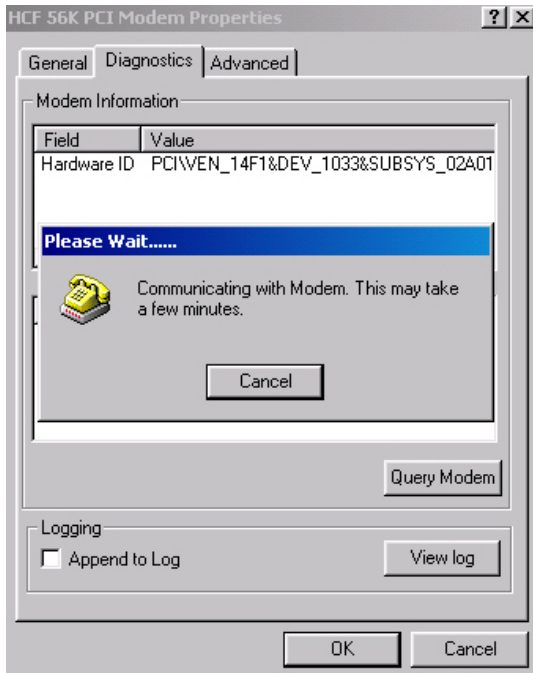 HCF 56K PCI Modem Properties
General Diagnostics Advanced
Modem Information
Field Value
Hardware ID PCI\VEN_14F1&DEV_1033&SUBSYS_02A01
Please Wait......
Communicating with Modem. This may take
a few minutes.
Cancel
Query Modem
Logging
Append to Log
View log
OK Cancel